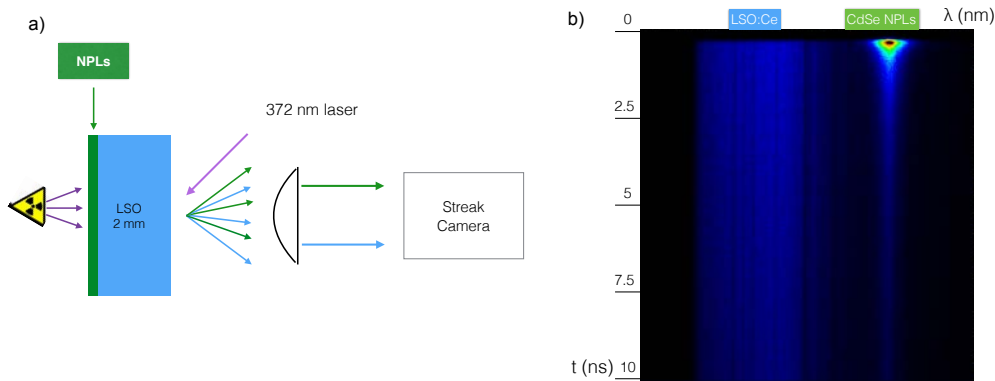 a)
NPLs
372 nm laser
LSO
2 mm
Streak
Camera
b)
0
LSO:Ce
CdSe NPLs
λ (nm)
2.5
5
7.5
t (ns)
10